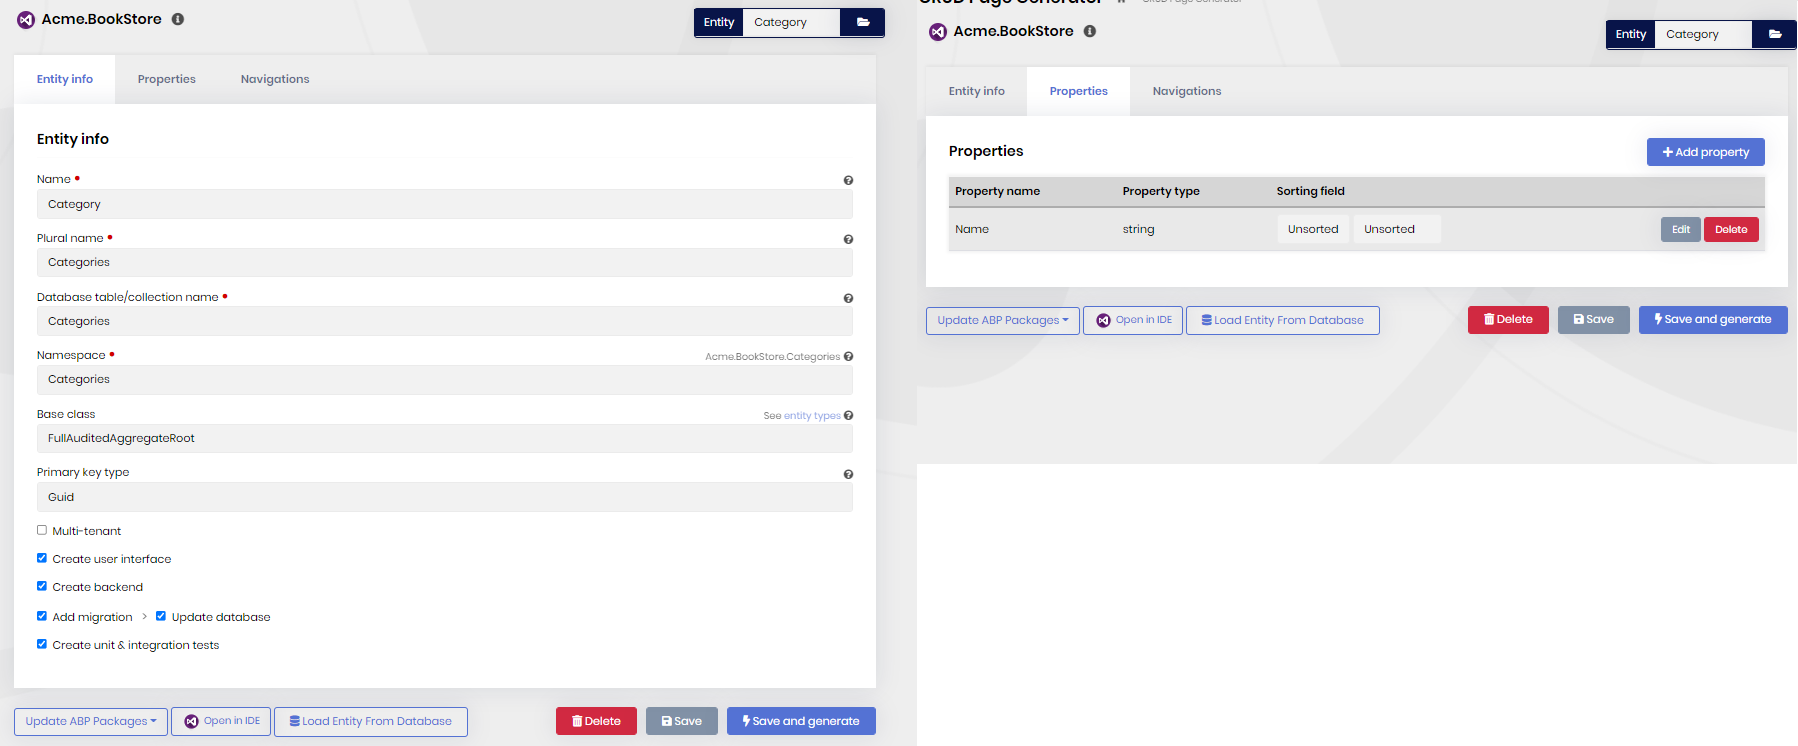 Acme.BookStore
Entity Category
Entity info Properties Navigations
Entity info
Name •
Category
Plural name •
Categories
Database table/collection name •
Categories
Namespace • Acme.BookStore.Categories
Categories
Base class See entity types
FullAuditedAggregateRoot
Primary key type
Guid
Multi-tenant
Create user interface
Create backend
Add migration > Update database
Create unit & integration tests
Update ABP Packages Open in IDE Load Entity From Database Delete Save Save and generate
CRUD Page Generator CRUD Page Generator
Acme.BookStore
Entity Category
Entity info Properties Navigations
Properties
+ Add property
Property name Property type Sorting field
Name string Unsorted Unsorted Edit Delete
Update ABP Packages Open in IDE Load Entity From Database Delete Save Save and generate